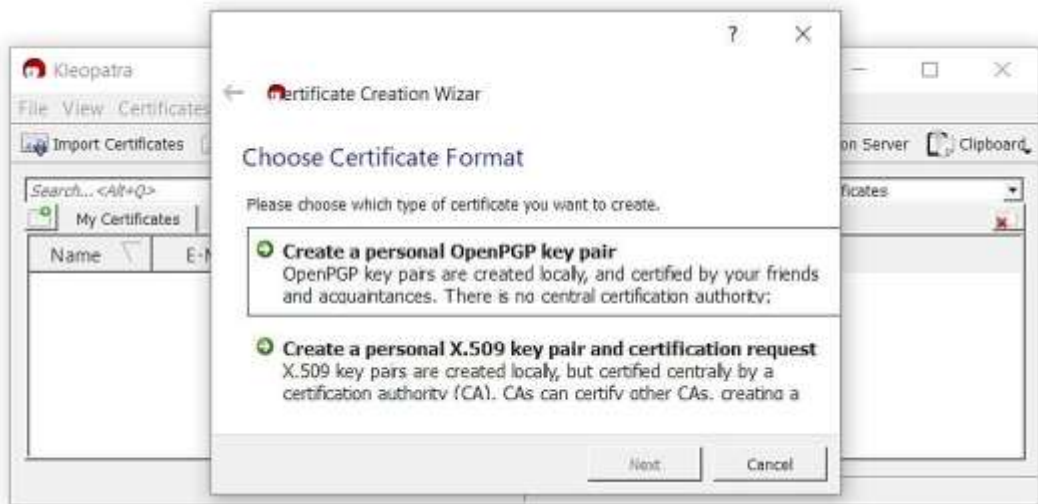 ?
Kleopatra
File View Certificates
ertificate Creation Wizar
Import Certificates
on Server Clipboard
Choose Certificate Format
Search... <Alt+Q>
ficates
Please choose which type of certificate you want to create.
My Certificates
Name E-M
Create a personal OpenPGP key pair
OpenPGP key pairs are created locally, and certified by your friends
and acquaintances. There is no central certification authority;
Create a personal X.509 key pair and certification request
X.509 key pairs are created locally, but certified centrally by a
certification authority (CA). CAs can certify other CAs, creating a
Next Cancel